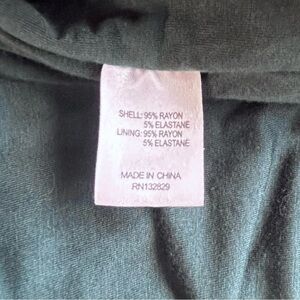 SHELL: 95% RAYON
5% ELASTANE
LINING: 95% RAYON
5% ELASTANE
MADE IN CHINA
RN132829